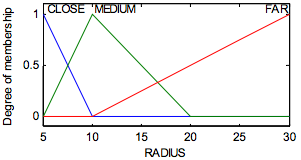 CLOSE MEDIUM FAR
1
0.5
0
Degree of membership
5 10 15 20 25 30
RADIUS